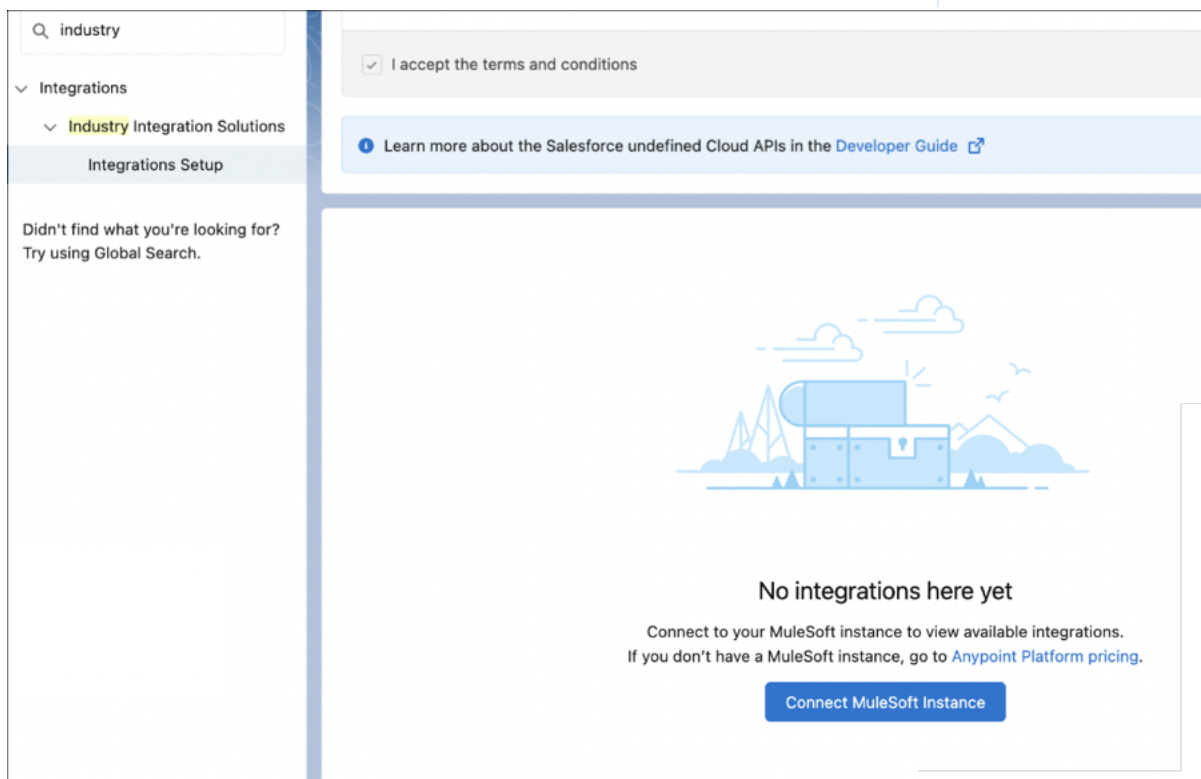 industry
Integrations
Industry Integration Solutions
Integrations Setup
Didn't find what you're looking for?
Try using Global Search.
I accept the terms and conditions
Learn more about the Salesforce undefined Cloud APIs in the Developer Guide
No integrations here yet
Connect to your MuleSoft instance to view available integrations.
If you don't have a MuleSoft instance, go to Anypoint Platform pricing.
Connect MuleSoft Instance